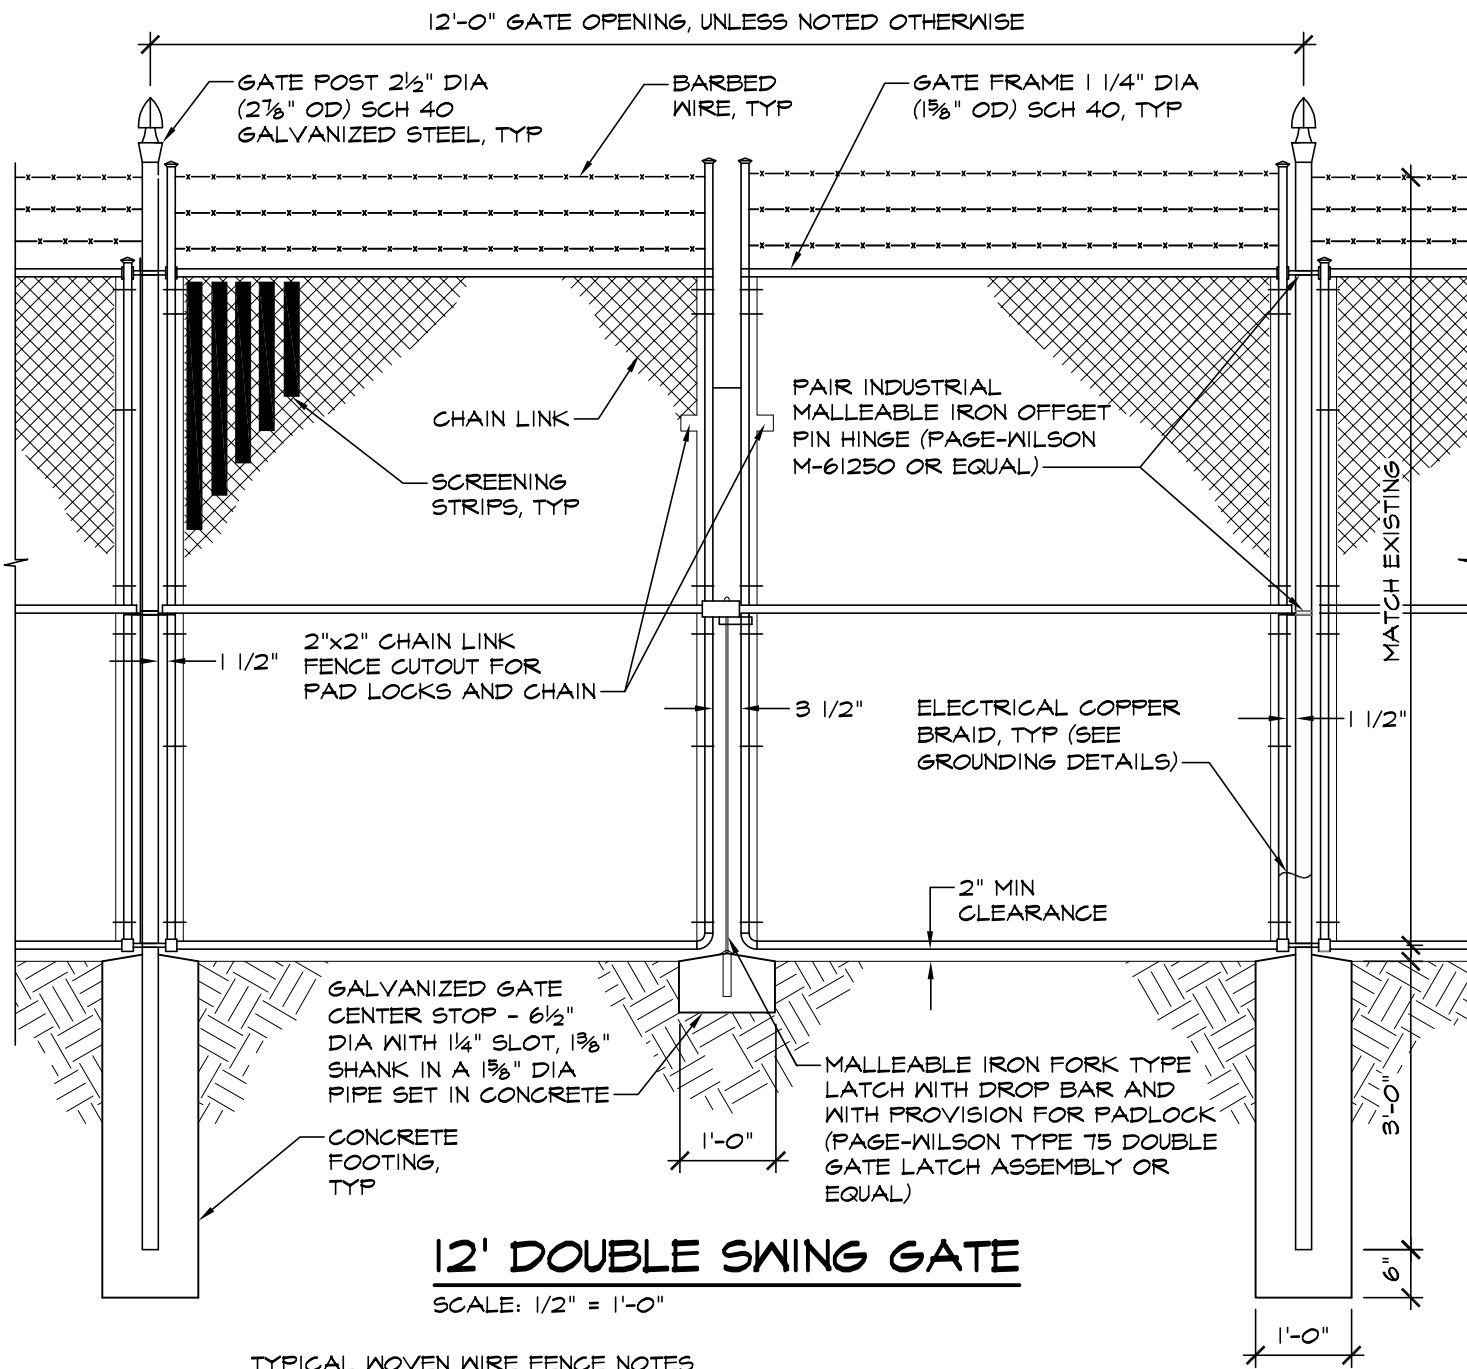 12'-0" GATE OPENING, UNLESS NOTED OTHERWISE
GATE POST 2½" DIA
(2⅞" OD) SCH 40
GALVANIZED STEEL, TYP
BARBED
WIRE, TYP
GATE FRAME 1 1/4" DIA
(1⅝" OD) SCH 40, TYP
CHAIN LINK
SCREENING
STRIPS, TYP
PAIR INDUSTRIAL
MALLEABLE IRON OFFSET
PIN HINGE (PAGE-WILSON
M-61250 OR EQUAL)
MATCH EXISTING
1 1/2"
2"x2" CHAIN LINK
FENCE CUTOUT FOR
PAD LOCKS AND CHAIN
3 1/2"
ELECTRICAL COPPER
BRAID, TYP (SEE
GROUNDING DETAILS)
1 1/2"
2" MIN
CLEARANCE
GALVANIZED GATE
CENTER STOP - 6½"
DIA WITH 1¼" SLOT, 1⅜"
SHANK IN A 1⅝" DIA
PIPE SET IN CONCRETE
CONCRETE
FOOTING,
TYP
1'-0"
MALLEABLE IRON FORK TYPE
LATCH WITH DROP BAR AND
WITH PROVISION FOR PADLOCK
(PAGE-WILSON TYPE 75 DOUBLE
GATE LATCH ASSEMBLY OR
EQUAL)
3'-0"
6"
1'-0"
12' DOUBLE SWING GATE
SCALE: 1/2" = 1'-0"
TYPICAL WOVEN WIRE FENCE NOTES